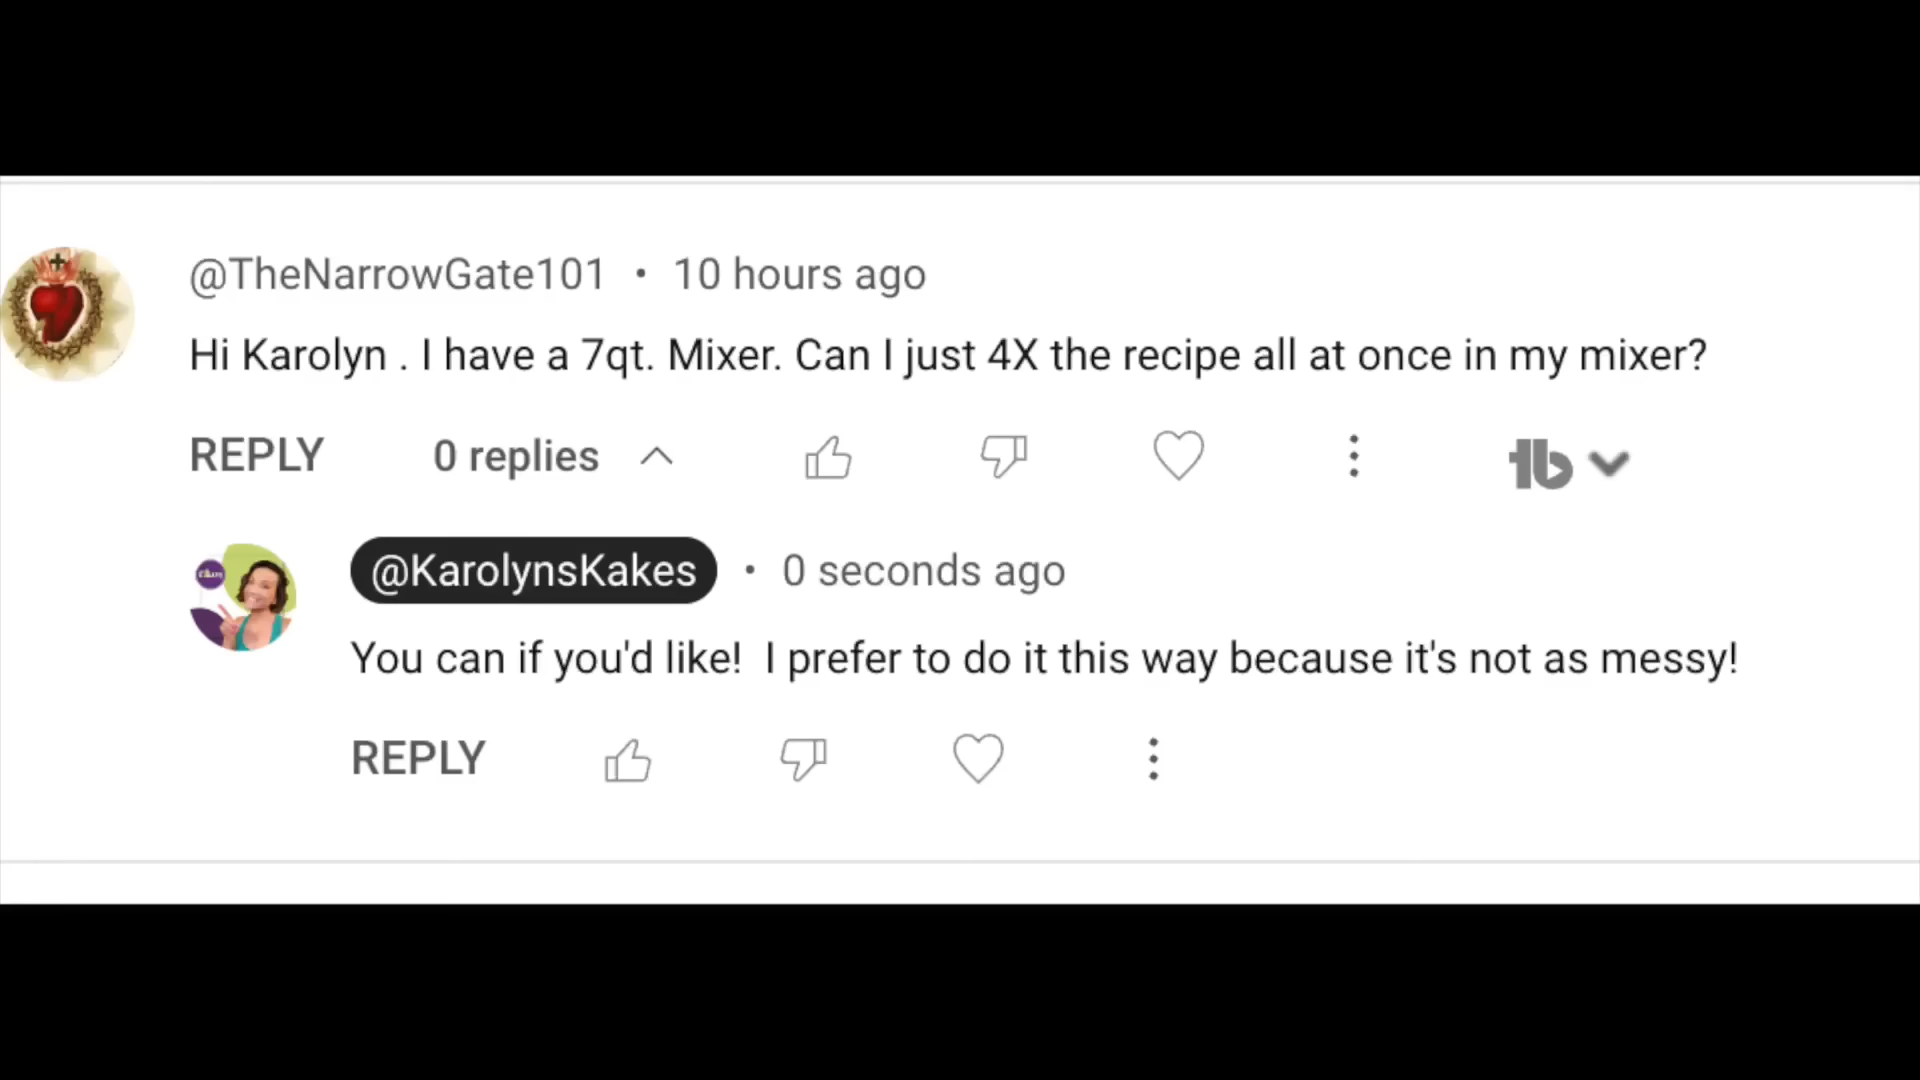 @TheNarrowGate101 • 10 hours ago
Hi Karolyn . I have a 7qt. Mixer. Can I just 4X the recipe all at once in my mixer?
REPLY 0 replies
tb
@KarolynsKakes • 0 seconds ago
You can if you'd like!  I prefer to do it this way because it's not as messy!
REPLY